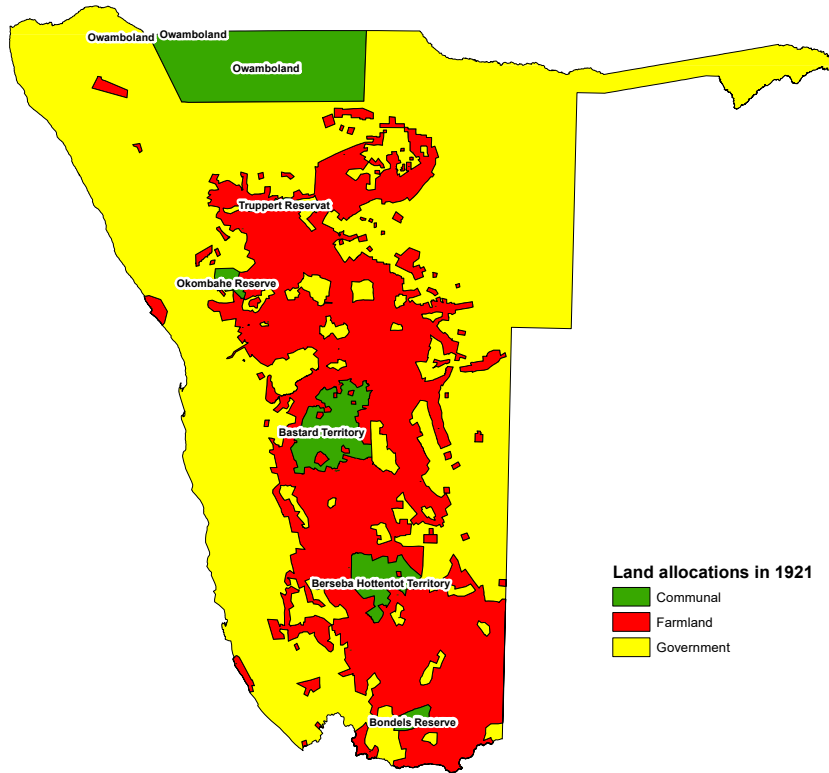 Owamboland
Owamboland
Owamboland
Truppert Reservat
Okombahe Reserve
Bastard Territory
Berseba Hottentot Territory
Bondels Reserve
Land allocations in 1921
Communal
Farmland
Government